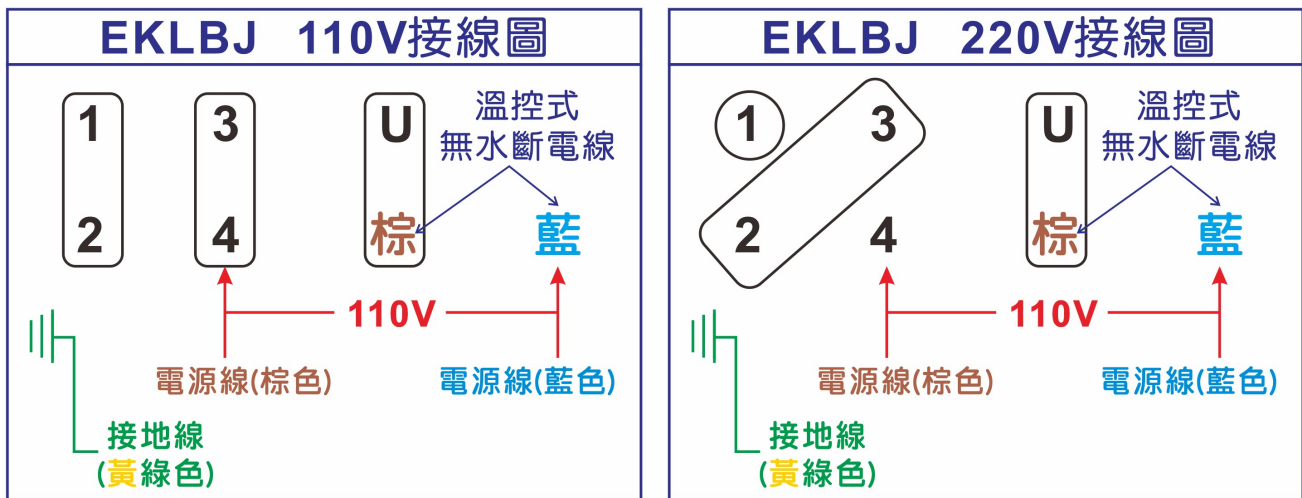 EKLBJ 110V接線圖
1 3 U 溫控式
無水斷電線
2 4 棕 藍
110V
電源線(棕色) 電源線(藍色)
接地線
(黃綠色)
EKLBJ 220V接線圖
1 3 U 溫控式
無水斷電線
2 4 棕 藍
110V
電源線(棕色) 電源線(藍色)
接地線
(黃綠色)